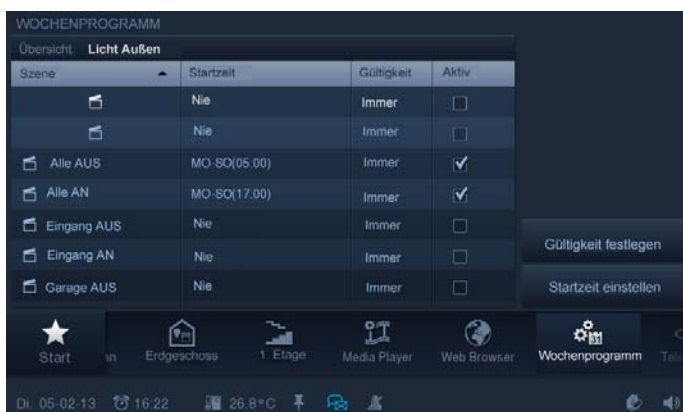 WOCHENPROGRAMM
Übersicht Licht Außen
Szene Startzeit Gültigkeit Aktiv
Nie Immer
Nie Immer
Alle AUS MO-SO(05.00) Immer
Alle AN MO-SO(17.00) Immer
Eingang AUS Nie Immer
Eingang AN Nie Immer
Garage AUS Nie Immer
Gültigkeit festlegen
Startzeit einstellen
Start Erdgeschoss 1. Etage Media Player Web Browser Wochenprogramm
31
Di. 05-02-13 16:22 26.8°C